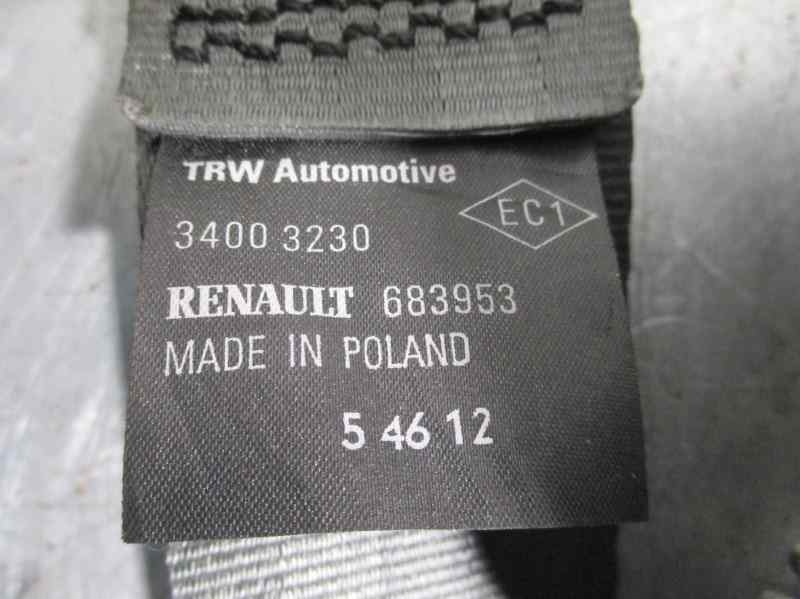 TRW Automotive
EC1
3400 3230
RENAULT 683953
MADE IN POLAND
5 46 12